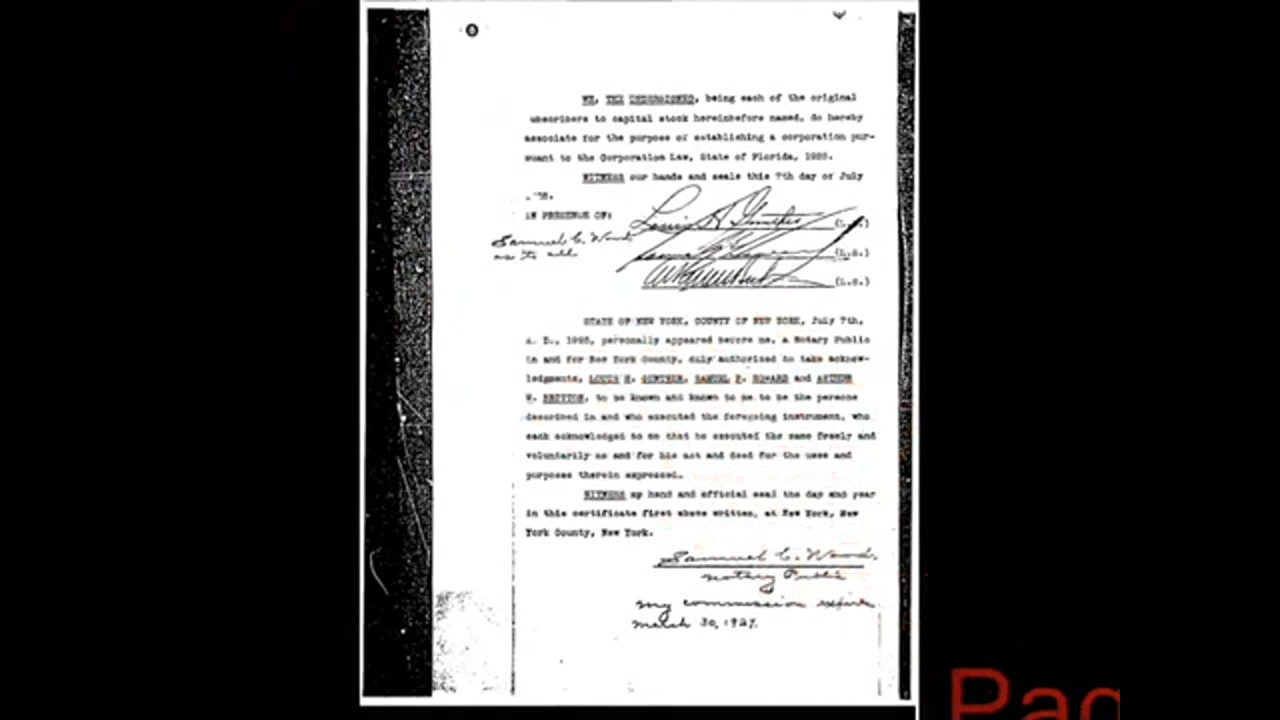 WE, THE UNDERSIGNED, being each of the original
ubscribers to capital stock hereinbefore named, do hereby
associate for the purpose of establishing a corporation pur-
suant to the Corporation Law, State of Florida, 1925.
WITNESS our hands and seals this 7th day of July
IN PRESENCE OF:
(L.S.)
Samuel C. Wood
as to all
(L.S.)
(L.S.)
STATE OF NEW YORK, COUNTY OF NEW YORK, July 7th,
A. D., 1925, personally appeared before me, a Notary Public
in and for New York County, duly authorized to take acknow-
ledgments, LOUIS H. GUNTHER, SAMUEL P. HOWARD and ARTHUR
W. BRITTON, to me known and known to me to be the persons
described in and who executed the foregoing instrument, who
each acknowledged to me that he executed the same freely and
voluntarily as and for his act and deed for the uses and
purposes therein expressed.
WITNESS my hand and official seal the day and year
in this certificate first above written, at New York, New
York County, New York.
Samuel C. Wood.
Notary Public
My commission expires
March 30, 1927.
Pag